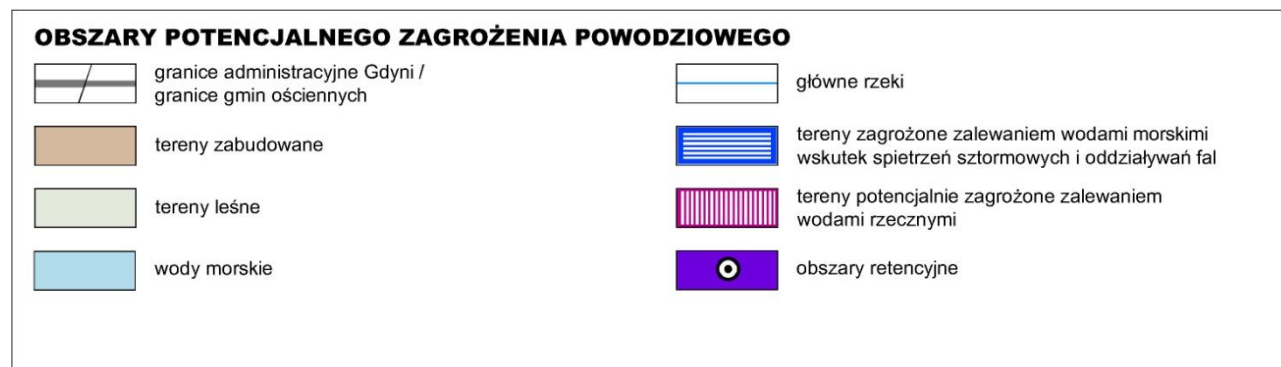 OBSZARY POTENCJALNEGO ZAGROŻENIA POWODZIOWEGO
granice administracyjne Gdyni /
granice gmin ościennych
tereny zabudowane
tereny leśne
wody morskie
główne rzeki
tereny zagrożone zalewaniem wodami morskimi
wskutek spietrzeń sztormowych i oddziaływań fal
tereny potencjalnie zagrożone zalewaniem
wodami rzecznymi
obszary retencyjne